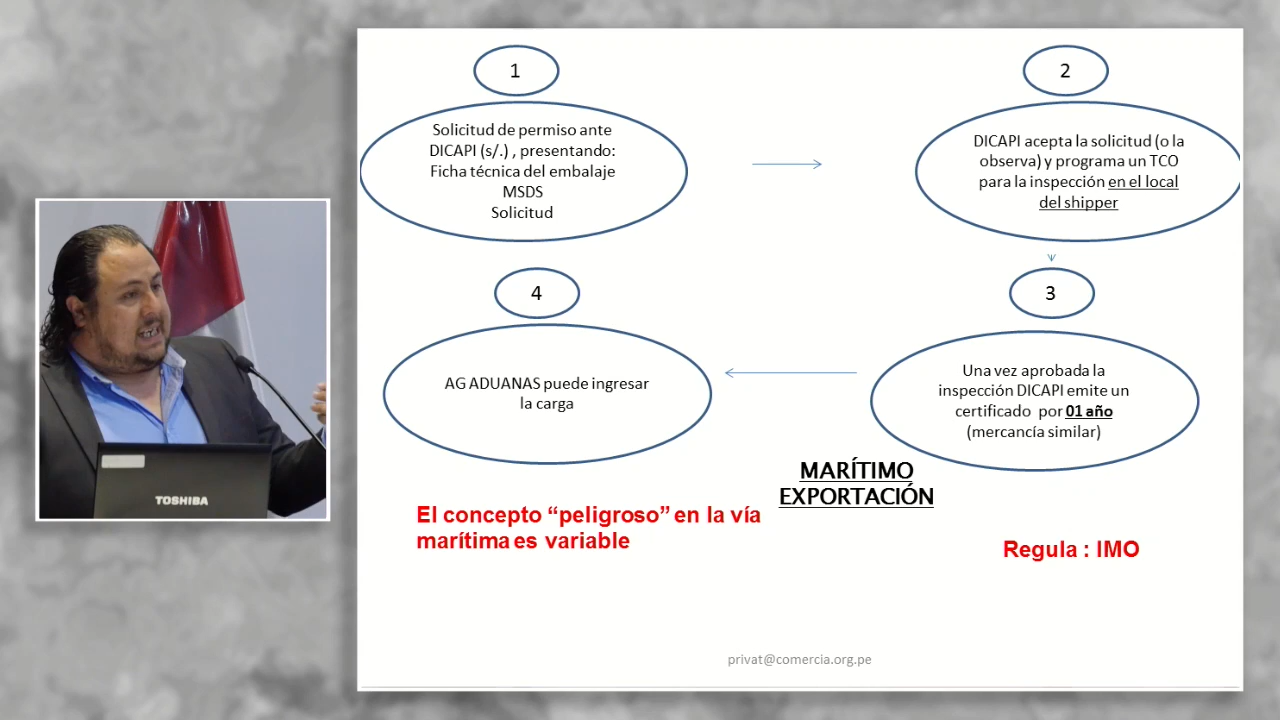 1
Solicitud de permiso ante
DICAPI (s/.) , presentando:
Ficha técnica del embalaje
MSDS
Solicitud
2
DICAPI acepta la solicitud (o la
observa) y programa un TCO
para la inspección en el local
del shipper
4
AG ADUANAS puede ingresar
la carga
3
Una vez aprobada la
inspección DICAPI emite un
certificado por 01 año
(mercancía similar)
MARÍTIMO
EXPORTACIÓN
El concepto “peligroso” en la vía
marítima es variable
Regula : IMO
privat@comercia.org.pe
TOSHIBA